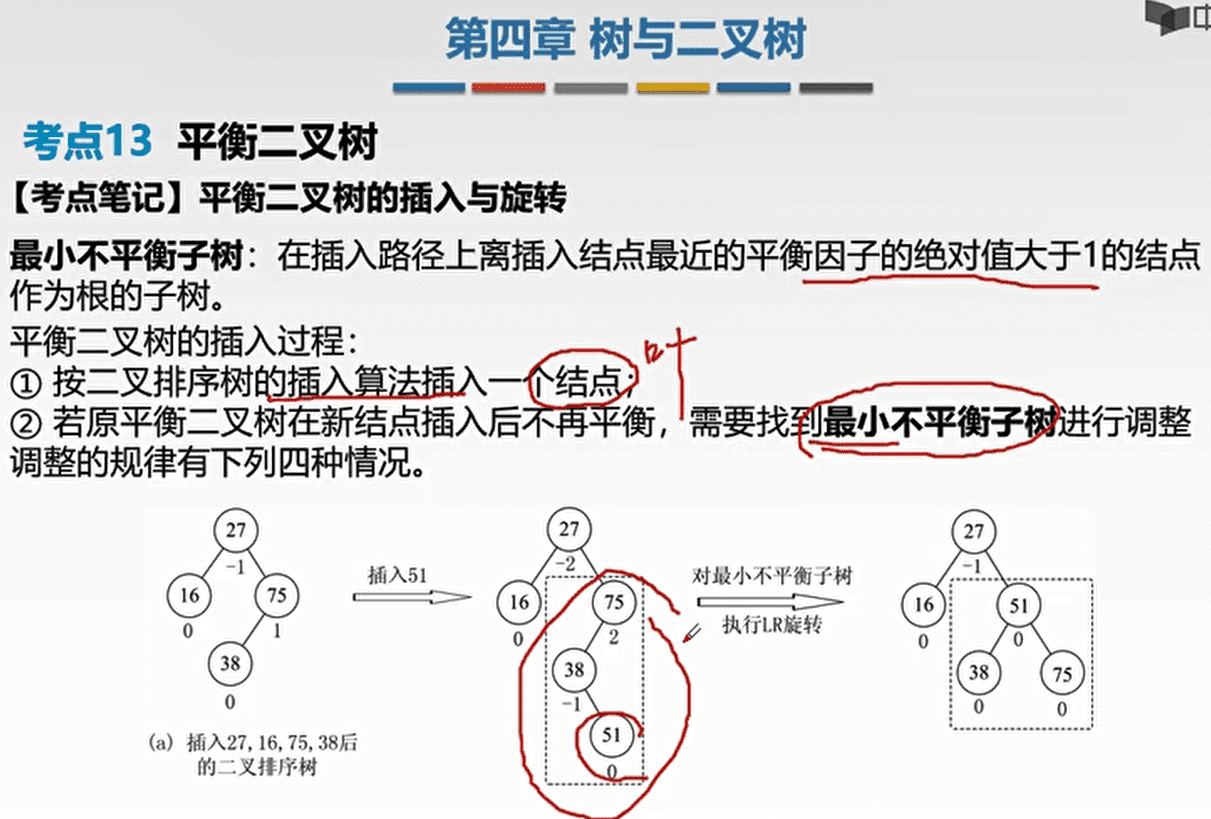 第四章 树与二叉树
考点13 平衡二叉树
【考点笔记】平衡二叉树的插入与旋转
最小不平衡子树：在插入路径上离插入结点最近的平衡因子的绝对值大于1的结点
作为根的子树。
平衡二叉树的插入过程：
① 按二叉排序树的插入算法插入一个结点；
② 若原平衡二叉树在新结点插入后不再平衡，需要找到最小不平衡子树进行调整
调整的规律有下列四种情况。
27
-1
16
75
0
1
38
0
(a) 插入27,16,75,38后
的二叉排序树
插入51
27
-2
16
75
0
2
38
-1
51
0
对最小不平衡子树
执行LR旋转
27
-1
16
51
0
0
38
75
0
0